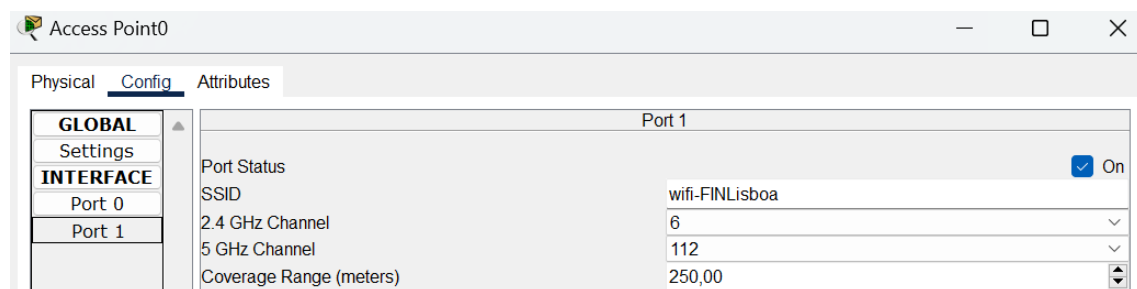 Access Point0
Physical Config Attributes
GLOBAL
Settings
INTERFACE
Port 0
Port 1
Port 1
Port Status On
SSID wifi-FINLisboa
2.4 GHz Channel 6
5 GHz Channel 112
Coverage Range (meters) 250,00